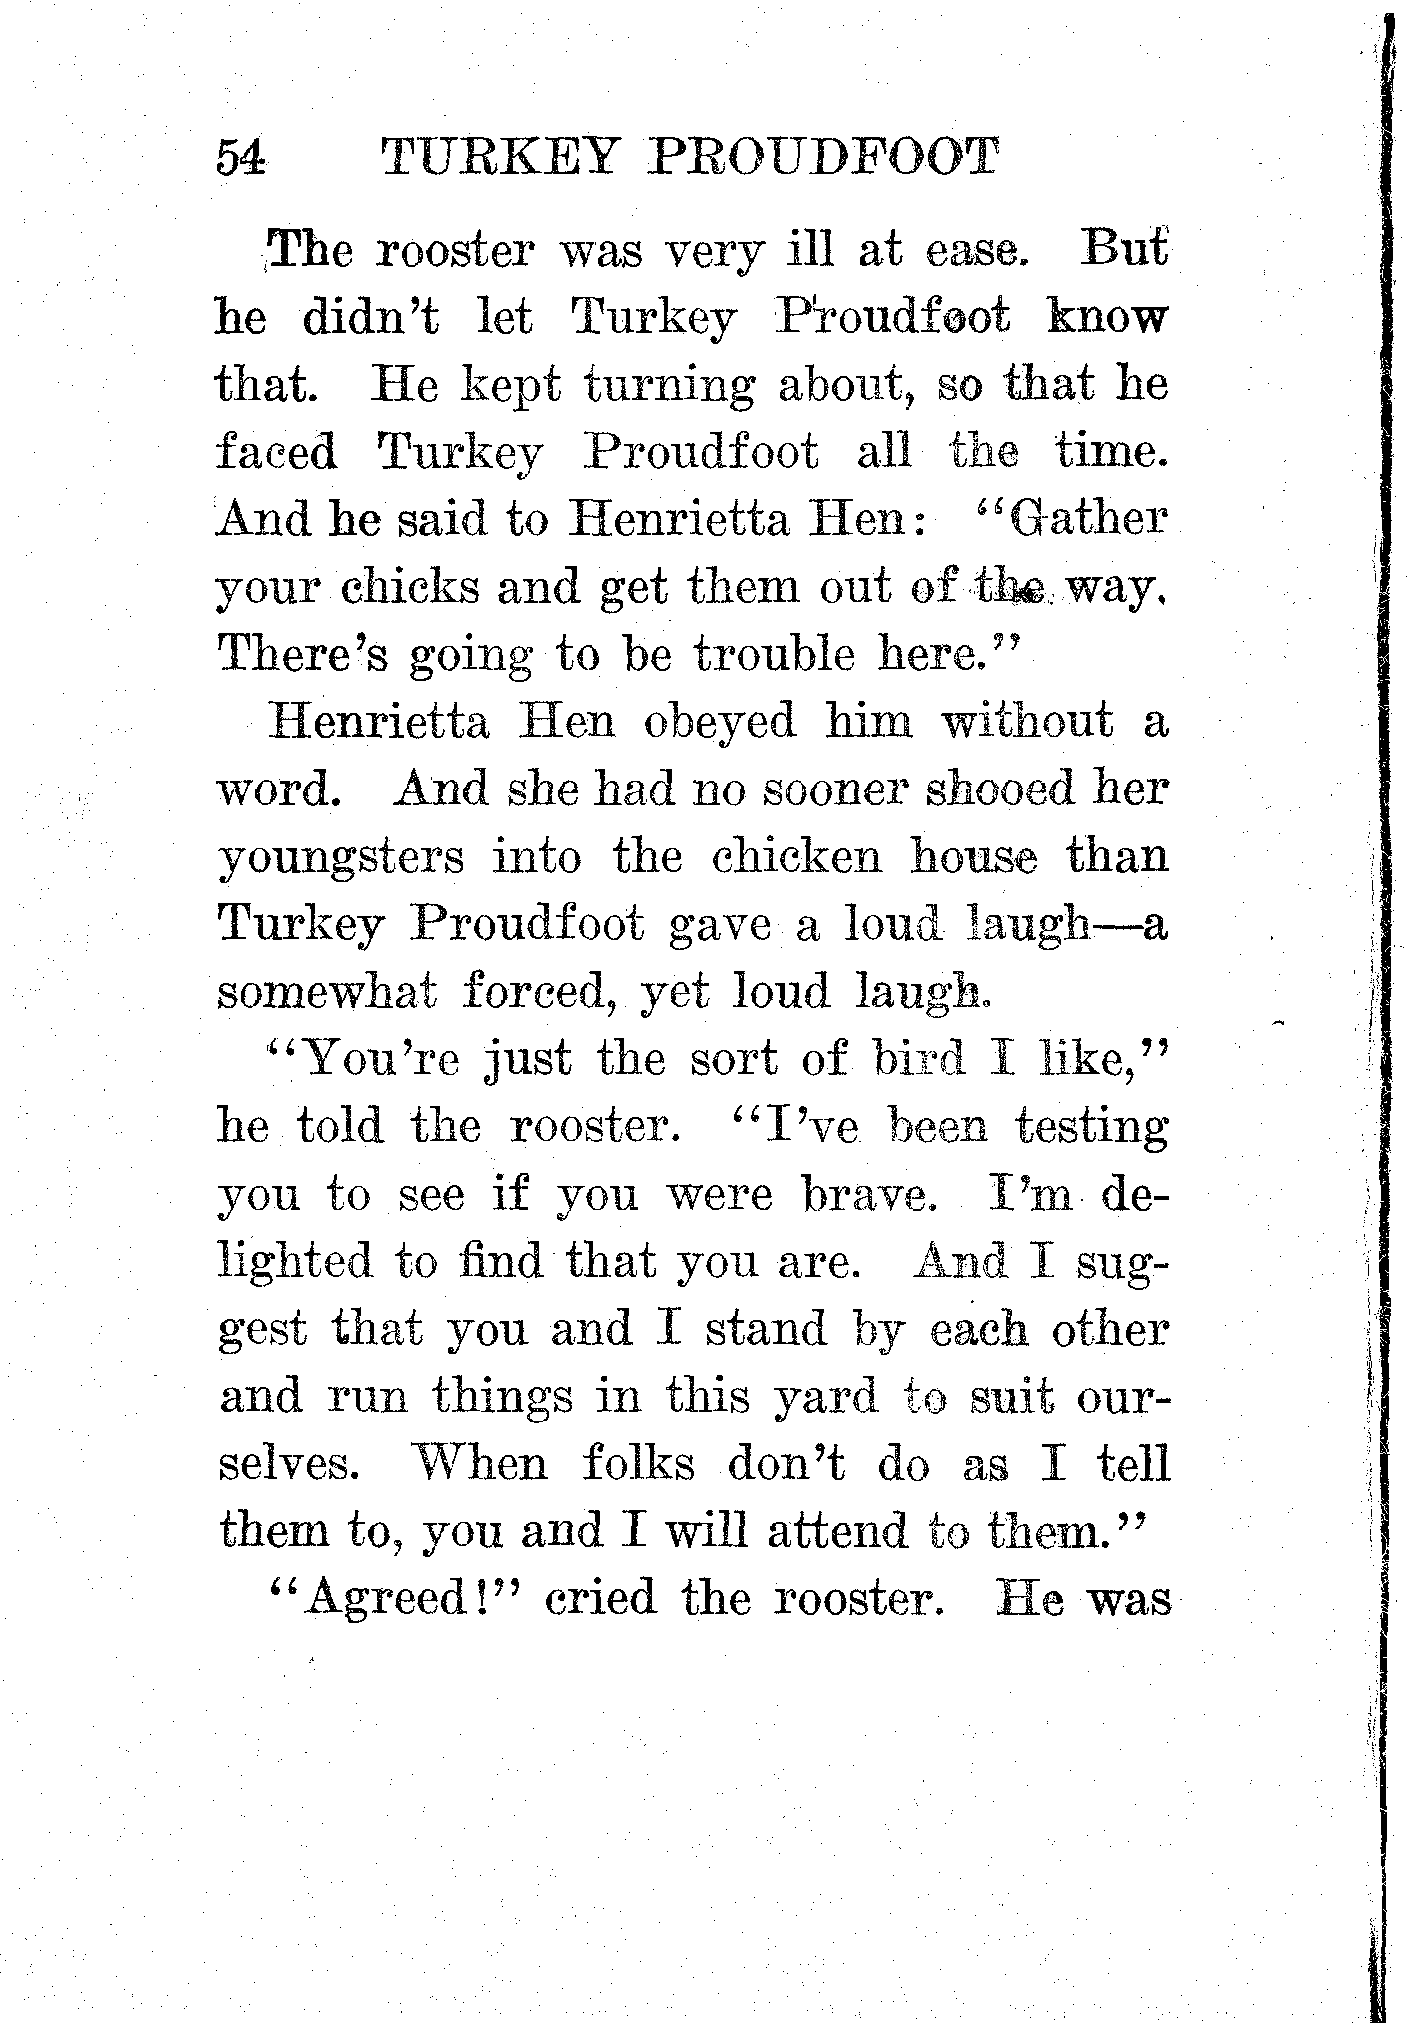 54 TURKEY PROUDFOOT
The rooster was very ill at ease. But
he didn't let Turkey Proudfoot know
that. He kept turning about, so that he
faced Turkey Proudfoot all the time.
And he said to Henrietta Hen: "Gather
your chicks and get them out of the way.
There's going to be trouble here."
Henrietta Hen obeyed him without a
word. And she had no sooner shooed her
youngsters into the chicken house than
Turkey Proudfoot gave a loud laugh—a
somewhat forced, yet loud laugh.
"You're just the sort of bird I like,"
he told the rooster. "I've been testing
you to see if you were brave. I'm de-
lighted to find that you are. And I sug-
gest that you and I stand by each other
and run things in this yard to suit our-
selves. When folks don't do as I tell
them to, you and I will attend to them."
"Agreed!" cried the rooster. He was